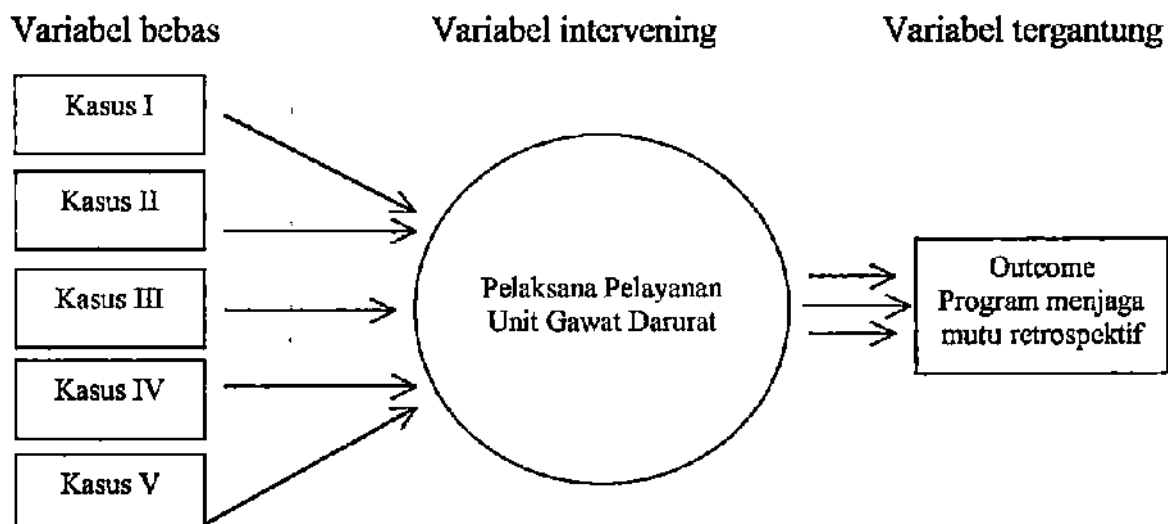 Variabel bebas
Variabel intervening
Variabel tergantung
Kasus I
Kasus II
Kasus III
Kasus IV
Kasus V
Pelaksana Pelayanan
Unit Gawat Darurat
Outcome
Program menjaga
mutu retrospektif